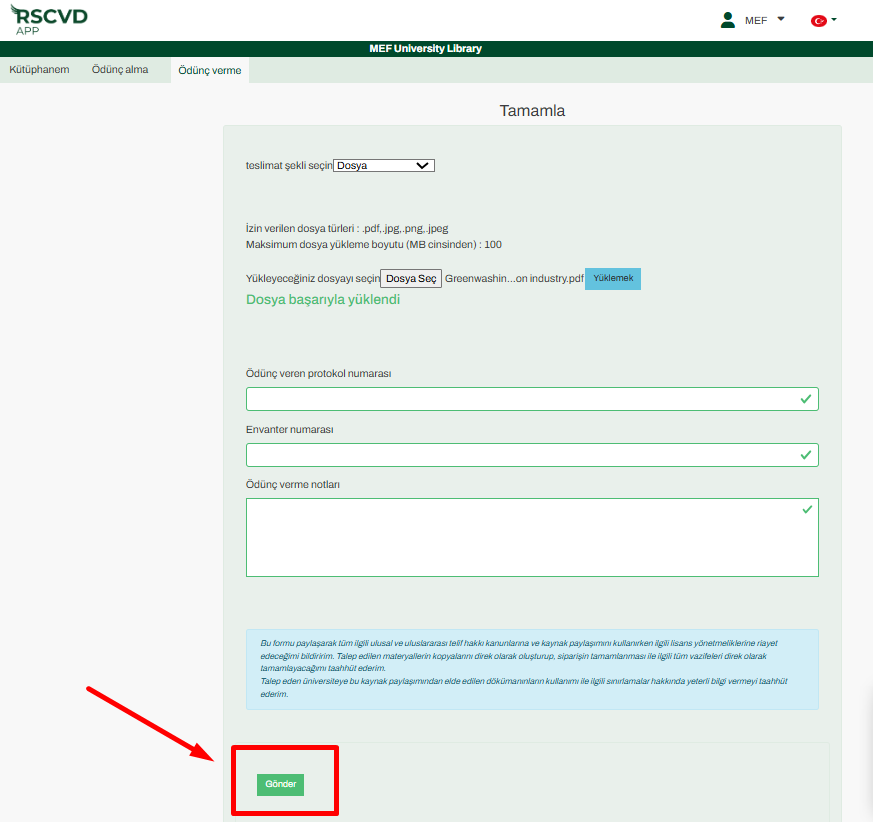 RSCVD
APP
MEF
MEF University Library
Kütüphanem
Ödünç alma
Ödünç verme
Tamamla
teslimat şekli seçin Dosya
İzin verilen dosya türleri : .pdf,.jpg,.png,.jpeg
Maksimum dosya yükleme boyutu (MB cinsinden) : 100
Yükleyeceğiniz dosyayı seçin Dosya Seç Greenwashin...on industry.pdf Yüklemek
Dosya başarıyla yüklendi
Ödünç veren protokol numarası
Envanter numarası
Ödünç verme notları
Bu formu paylaşarak tüm ilgili ulusal ve uluslararası telif hakkı kanunlarına ve kaynak paylaşımını kullanırken ilgili lisans yönetmeliklerine riayet
edeceğimi bildiririm. Talep edilen materyallerin kopyalarını direk olarak oluşturup, siparişin tamamlanması ile ilgili tüm vazifeleri direk olarak
tamamlayacağımı taahhüt ederim.
Talep eden üniversiteye bu kaynak paylaşımından elde edilen dökümanınların kullanımı ile ilgili sınırlamalar hakkında yeterli bilgi vermeyi taahhüt
ederim.
Gönder